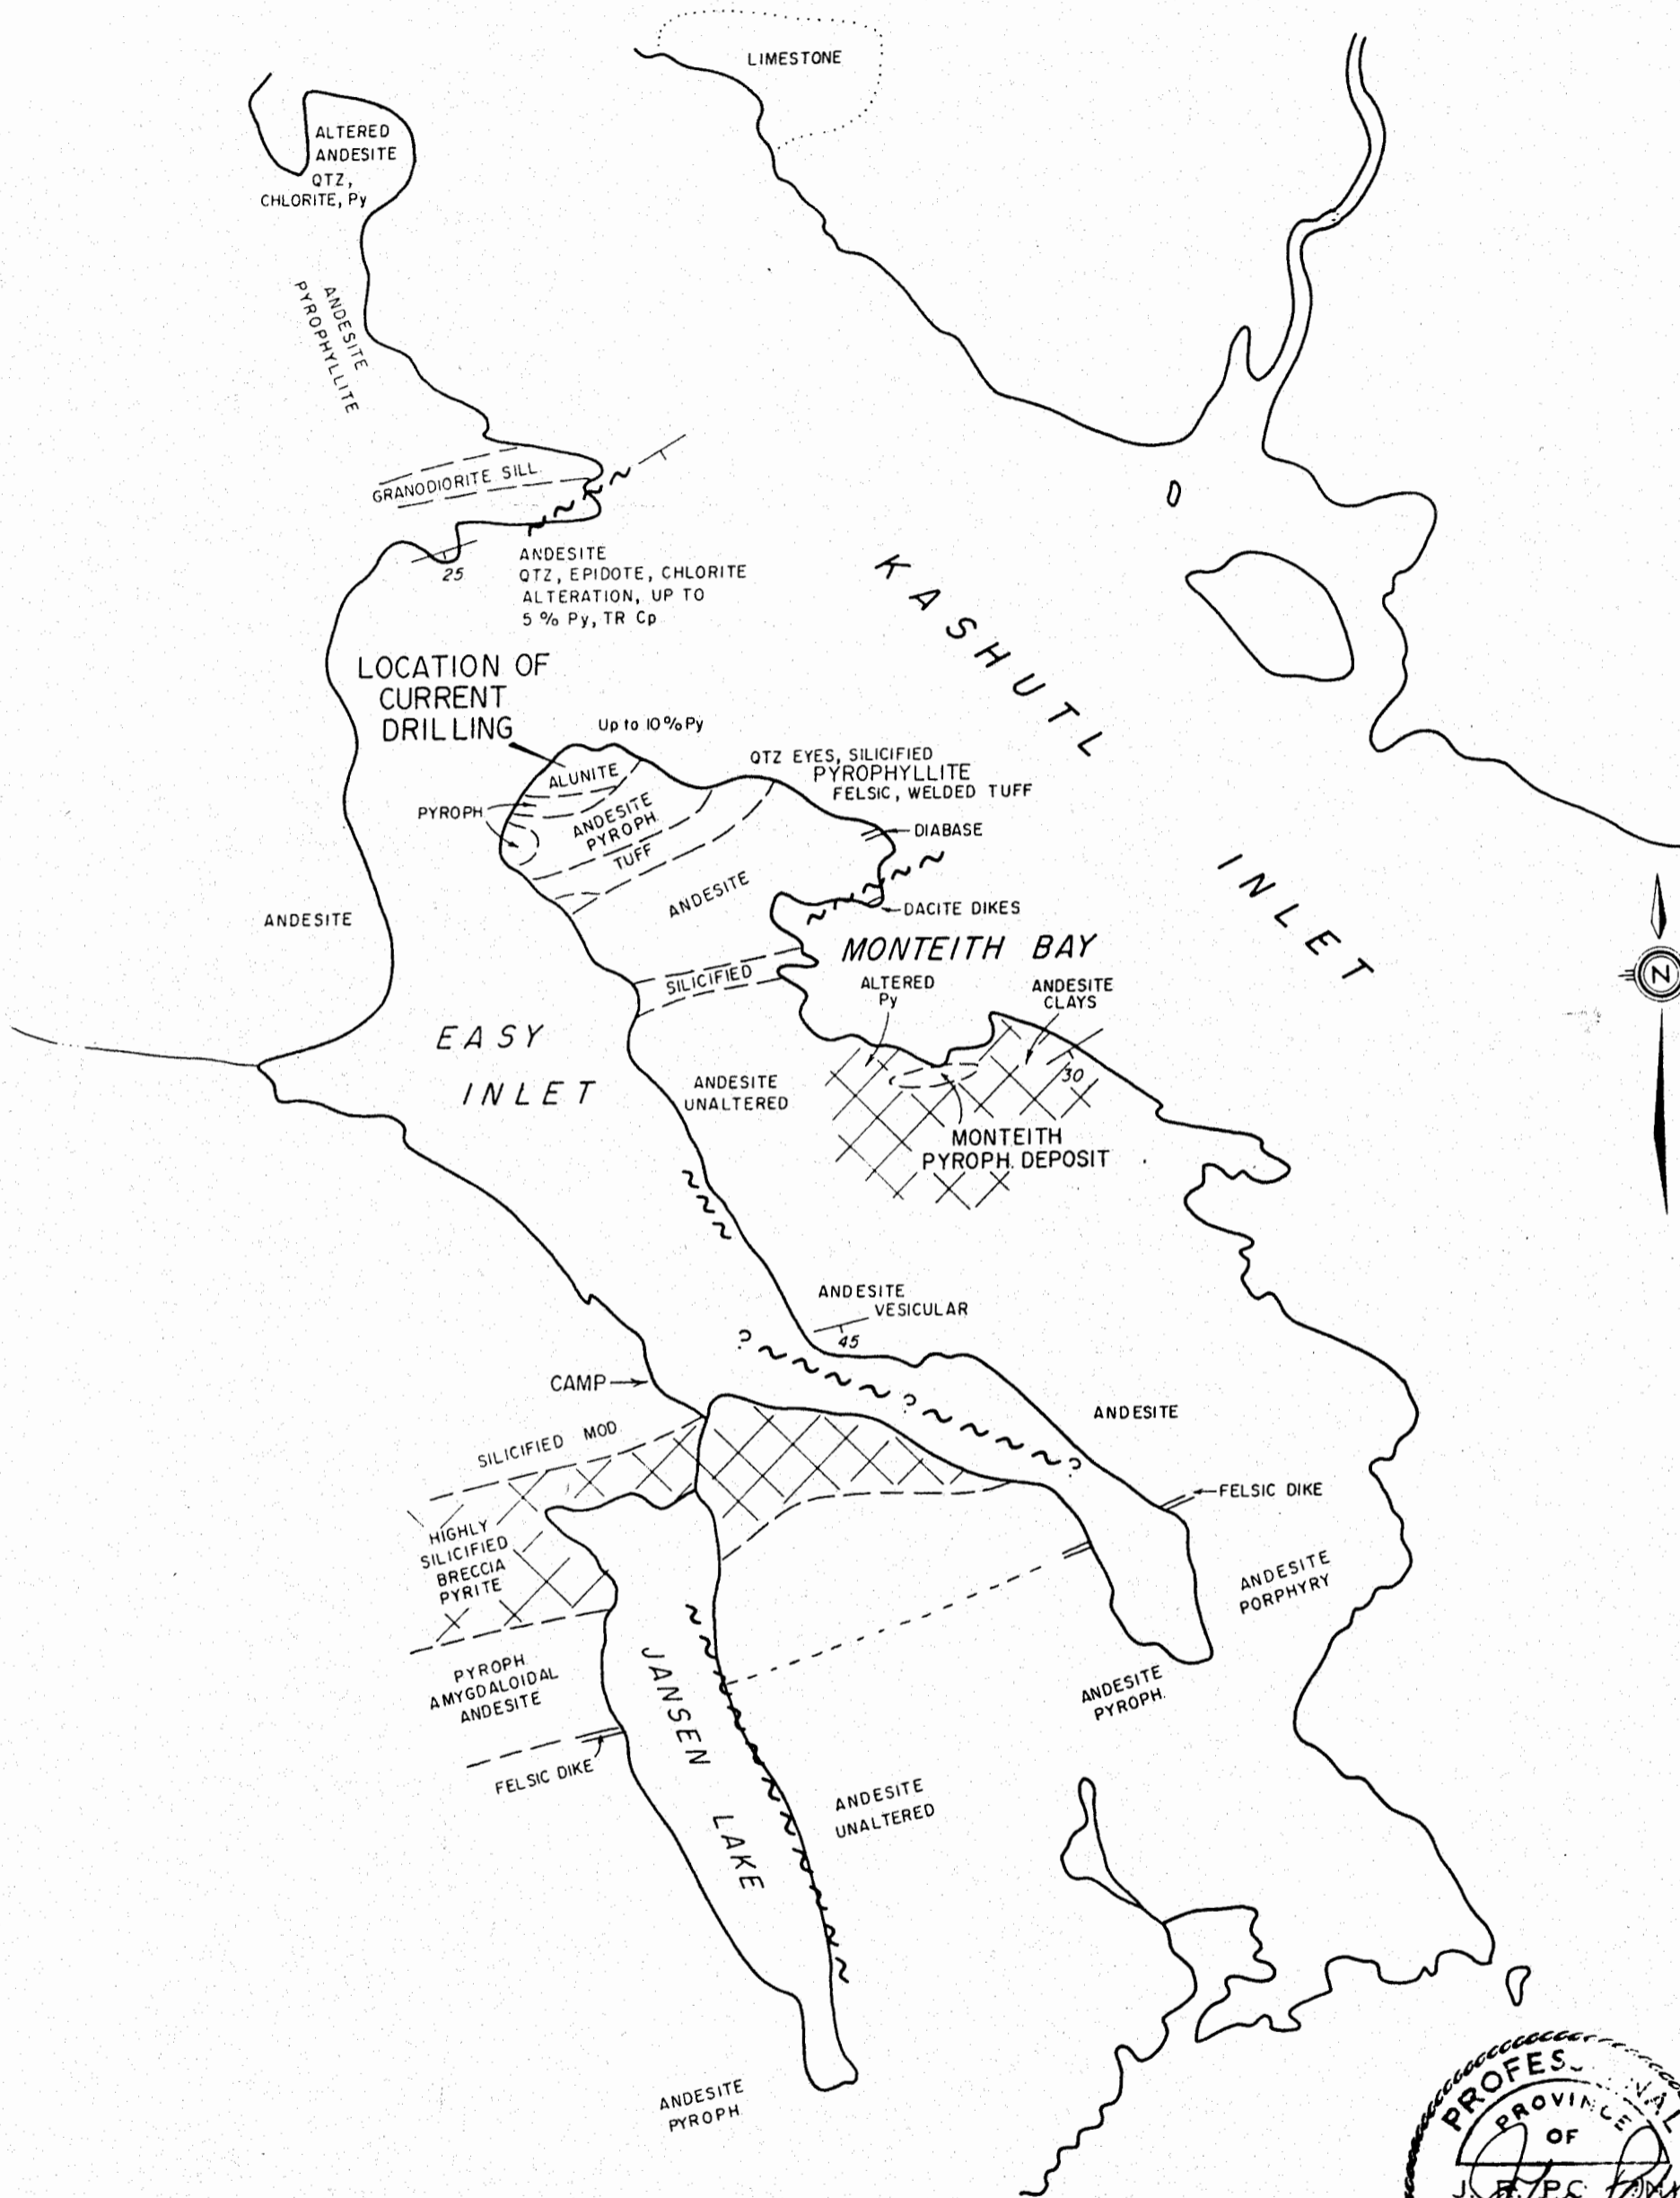 LIMESTONE
ALTERED
ANDESITE
QTZ,
CHLORITE, Py
ANDESITE
PYROPHYLLITE
GRANODIORITE SILL.
25
ANDESITE
QTZ, EPIDOTE, CHLORITE
ALTERATION, UP TO
5 % Py, TR Cp
KASHUTL
INLET
LOCATION OF
CURRENT
DRILLING
Up to 10 % Py
ALUNITE
PYROPH.
ANDESITE
PYROPH.
TUFF
QTZ EYES, SILICIFIED
PYROPHYLLITE
FELSIC, WELDED TUFF
DIABASE
ANDESITE
ANDESITE
DACITE DIKES
MONTEITH BAY
SILICIFIED
ALTERED
Py
ANDESITE
CLAYS
N
EASY
INLET
30
ANDESITE
UNALTERED
MONTEITH
PYROPH. DEPOSIT
ANDESITE
VESICULAR
45
?
?
?
CAMP
ANDESITE
SILICIFIED MOD.
FELSIC DIKE
HIGHLY
SILICIFIED
BRECCIA
PYRITE
ANDESITE
PORPHYRY
PYROPH.
AMYGDALOIDAL
ANDESITE
JANSEN LAKE
ANDESITE
PYROPH.
FELSIC DIKE
ANDESITE
UNALTERED
ANDESITE
PYROPH.
PROVINCE
OF